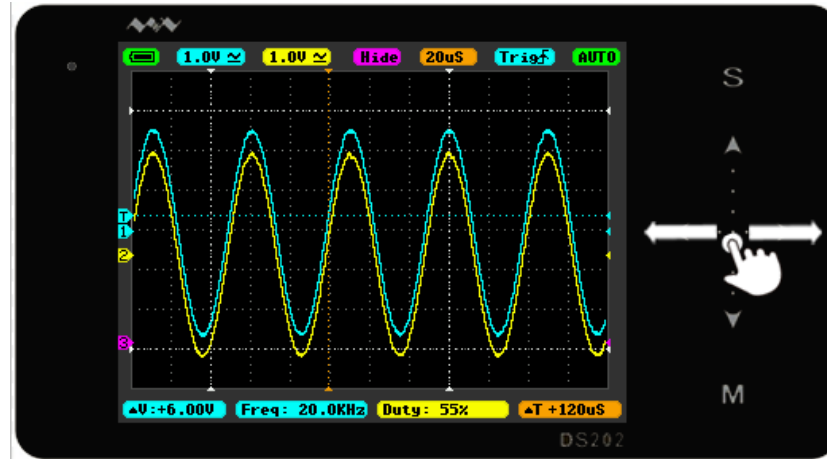 S
1.0V 1.0V Hide 20uS Trig AUTO
T
1
2
3
▲V:+6.00V Freq: 20.0KHz Duty: 55% ▲T +120uS
M
DS202